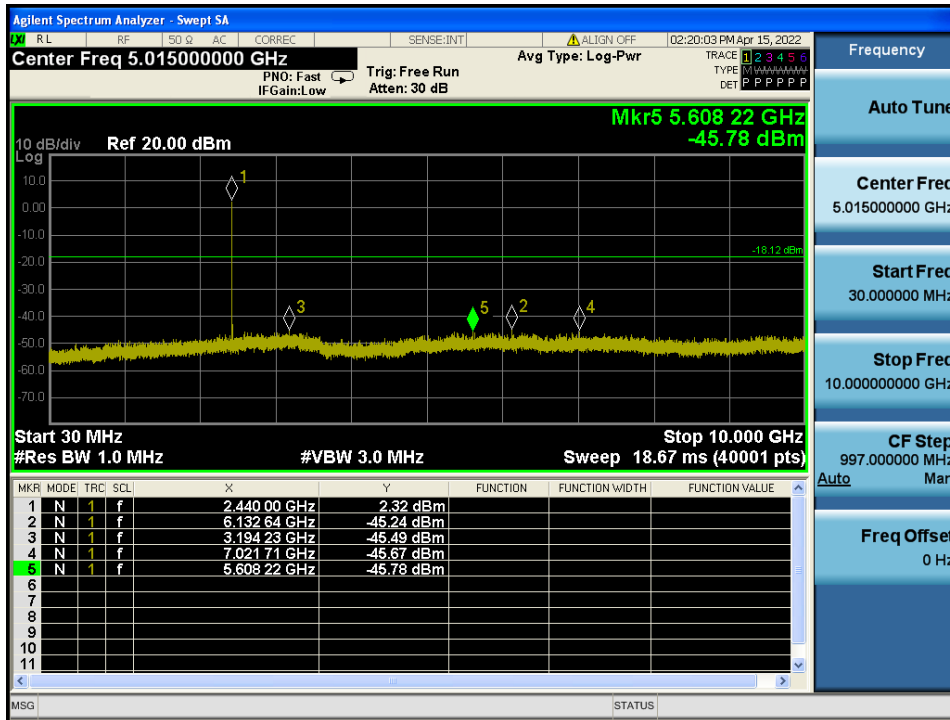 Agilent Spectrum Analyzer - Swept SA
LXI RL RF 50 Ω AC CORREC SENSE:INT ALIGN OFF 02:20:03 PM Apr 15, 2022
Center Freq 5.015000000 GHz
PNO: Fast
IFGain:Low
Trig: Free Run
Atten: 30 dB
Avg Type: Log-Pwr
TRACE 1 2 3 4 5 6
TYPE M W W W W W
DET P P P P P P
Mkr5 5.608 22 GHz
-45.78 dBm
10 dB/div Ref 20.00 dBm
Log
10.0
0.00
-10.0
-20.0
-30.0
-40.0
-50.0
-60.0
-70.0
1
3
5
2
4
-18.12 dBm
Start 30 MHz Stop 10.000 GHz
#Res BW 1.0 MHz #VBW 3.0 MHz Sweep 18.67 ms (40001 pts)
MKR MODE TRC SCL X Y FUNCTION FUNCTION WIDTH FUNCTION VALUE
1 N 1 f 2.440 00 GHz 2.32 dBm
2 N 1 f 6.132 64 GHz -45.24 dBm
3 N 1 f 3.194 23 GHz -45.49 dBm
4 N 1 f 7.021 71 GHz -45.67 dBm
5 N 1 f 5.608 22 GHz -45.78 dBm
6
7
8
9
10
11
MSG STATUS
Frequency
Auto Tune
Center Freq
5.015000000 GHz
Start Freq
30.000000 MHz
Stop Freq
10.000000000 GHz
CF Step
997.000000 MHz
Auto Man
Freq Offset
0 Hz